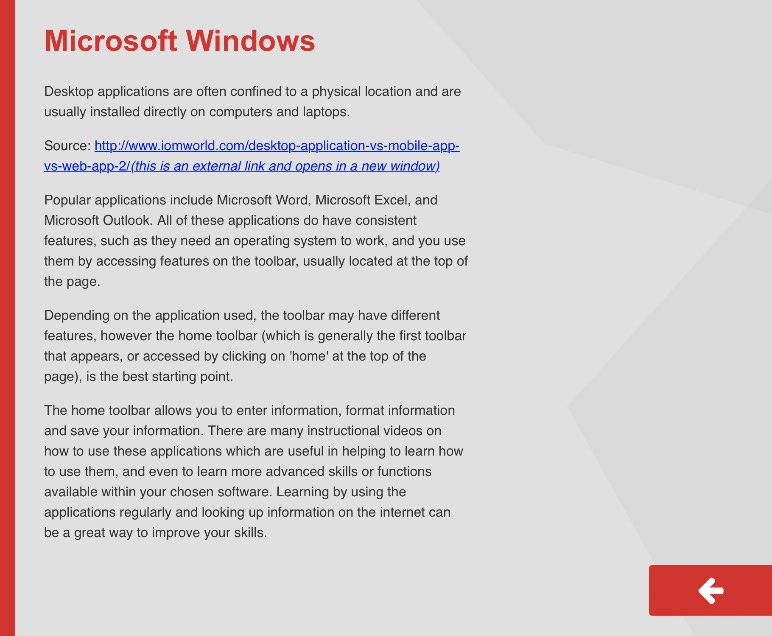 Microsoft Windows
Desktop applications are often confined to a physical location and are
usually installed directly on computers and laptops.
Source: http://www.iomworld.com/desktop-application-vs-mobile-app-
vs-web-app-2/(this is an external link and opens in a new window)
Popular applications include Microsoft Word, Microsoft Excel, and
Microsoft Outlook. All of these applications do have consistent
features, such as they need an operating system to work, and you use
them by accessing features on the toolbar, usually located at the top of
the page.
Depending on the application used, the toolbar may have different
features, however the home toolbar (which is generally the first toolbar
that appears, or accessed by clicking on 'home' at the top of the
page), is the best starting point.
The home toolbar allows you to enter information, format information
and save your information. There are many instructional videos on
how to use these applications which are useful in helping to learn how
to use them, and even to learn more advanced skills or functions
available within your chosen software. Learning by using the
applications regularly and looking up information on the internet can
be a great way to improve your skills.